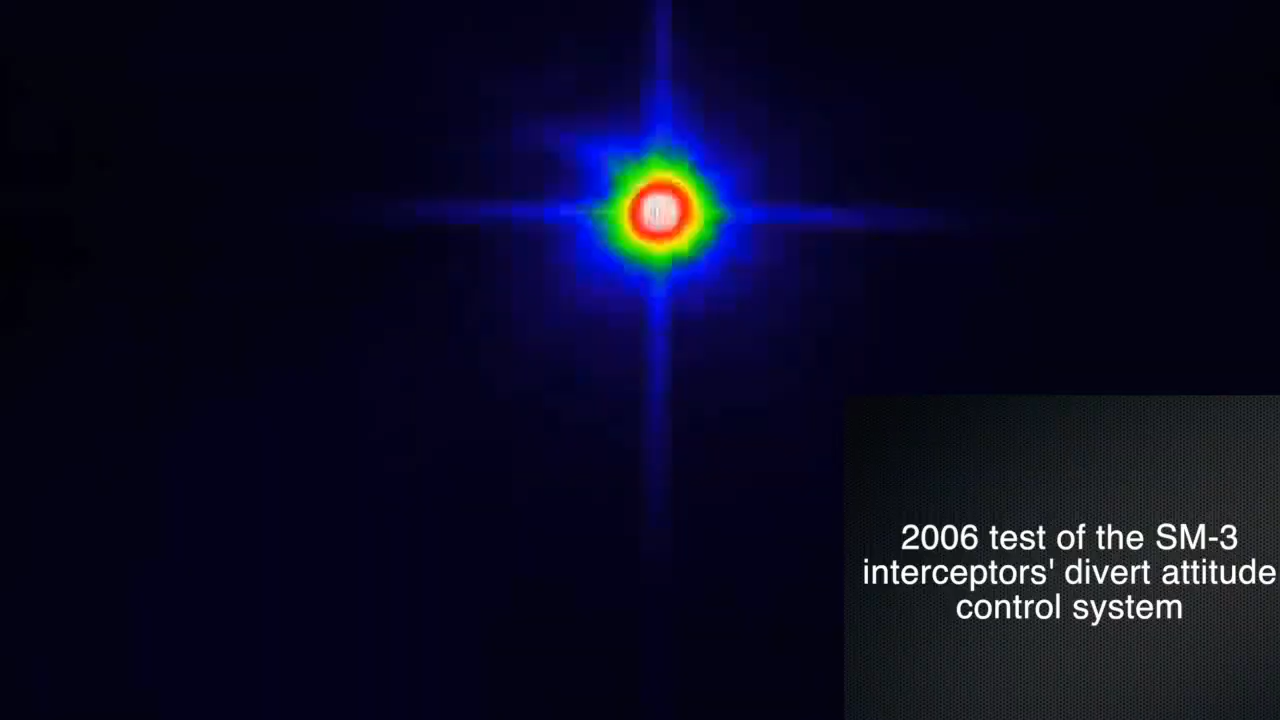 2006 test of the SM-3
interceptors' divert attitude
control system